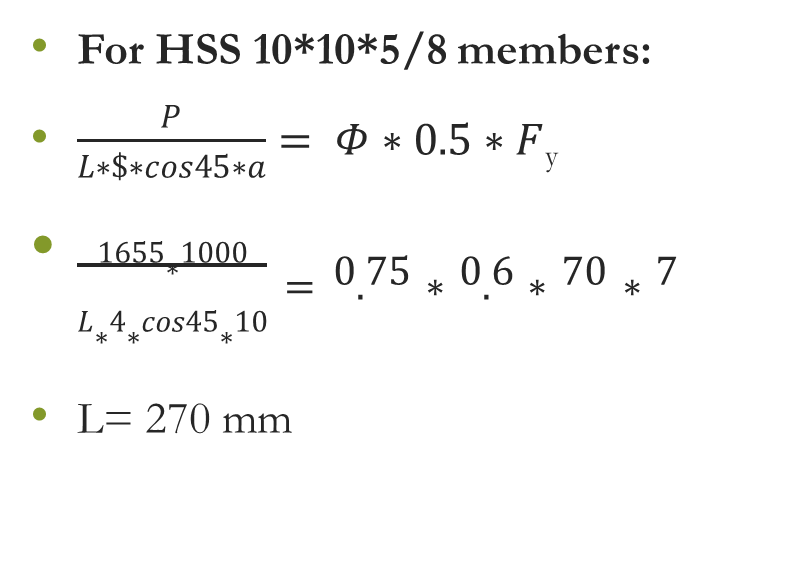 • For HSS 10*10*5/8 members:
• P / L*$*cos45*a = Φ * 0.5 * Fy
• 1655*1000 / L*4*cos45*10 = 0.75 * 0.6 * 70 * 7
• L= 270 mm